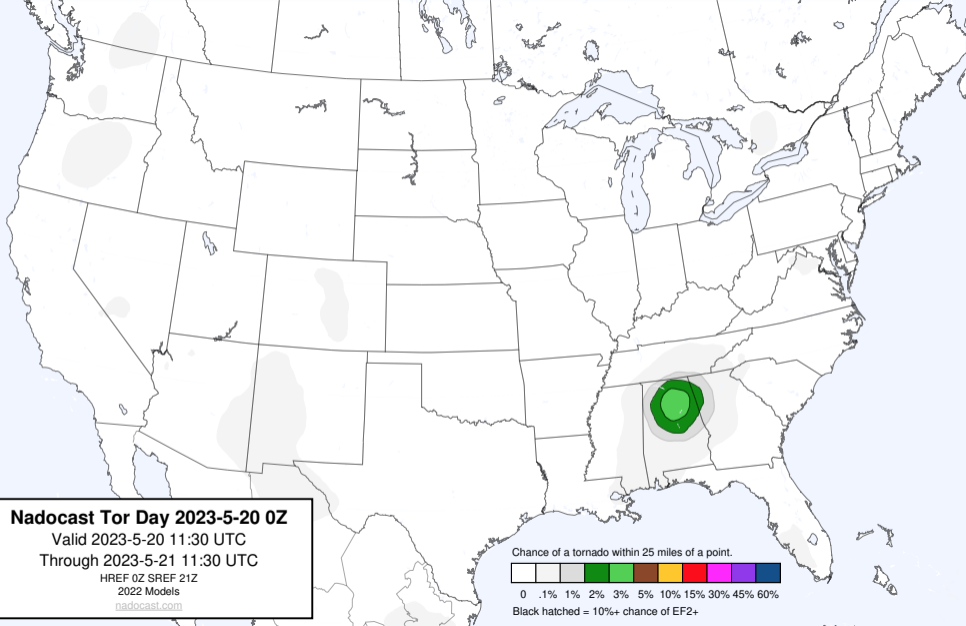 Nadocast Tor Day 2023-5-20 0Z
Valid 2023-5-20 11:30 UTC
Through 2023-5-21 11:30 UTC
HREF 0Z SREF 21Z
2022 Models
nadocast.com
Chance of a tornado within 25 miles of a point.
0 .1% 1% 2% 3% 5% 10% 15% 30% 45% 60%
Black hatched = 10%+ chance of EF2+